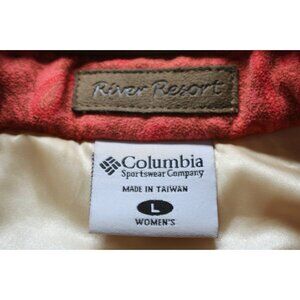 River Resort
Columbia
Sportswear Company
MADE IN TAIWAN
L
WOMEN'S